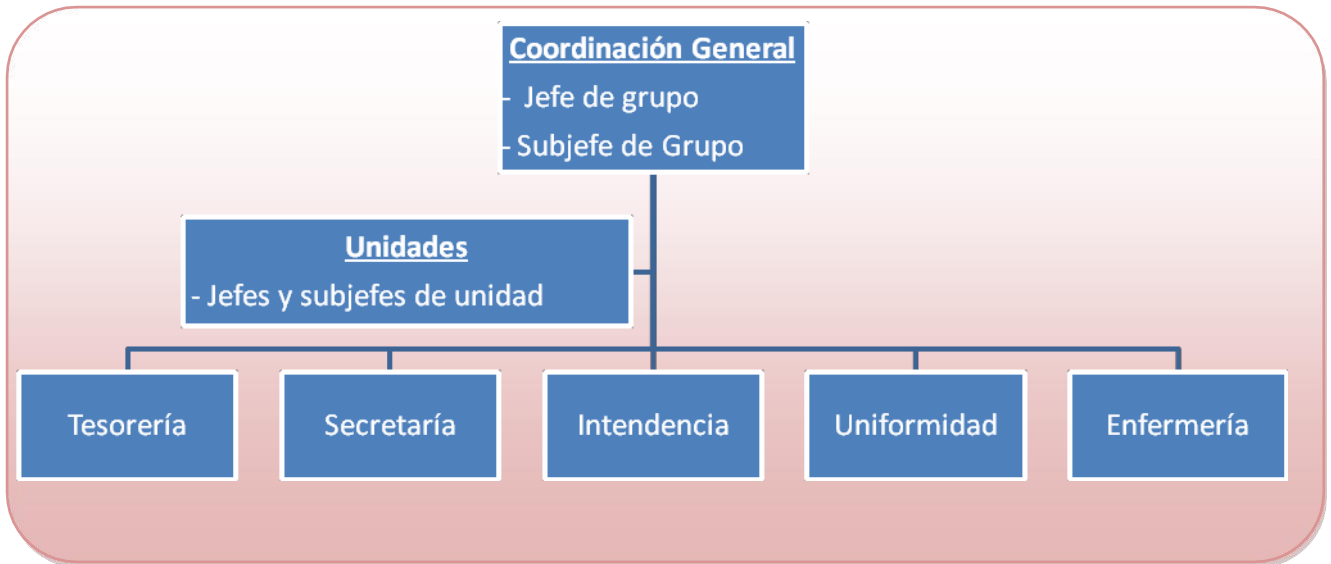 Coordinación General
- Jefe de grupo
- Subjefe de Grupo
Unidades
- Jefes y subjefes de unidad
Tesorería
Secretaría
Intendencia
Uniformidad
Enfermería